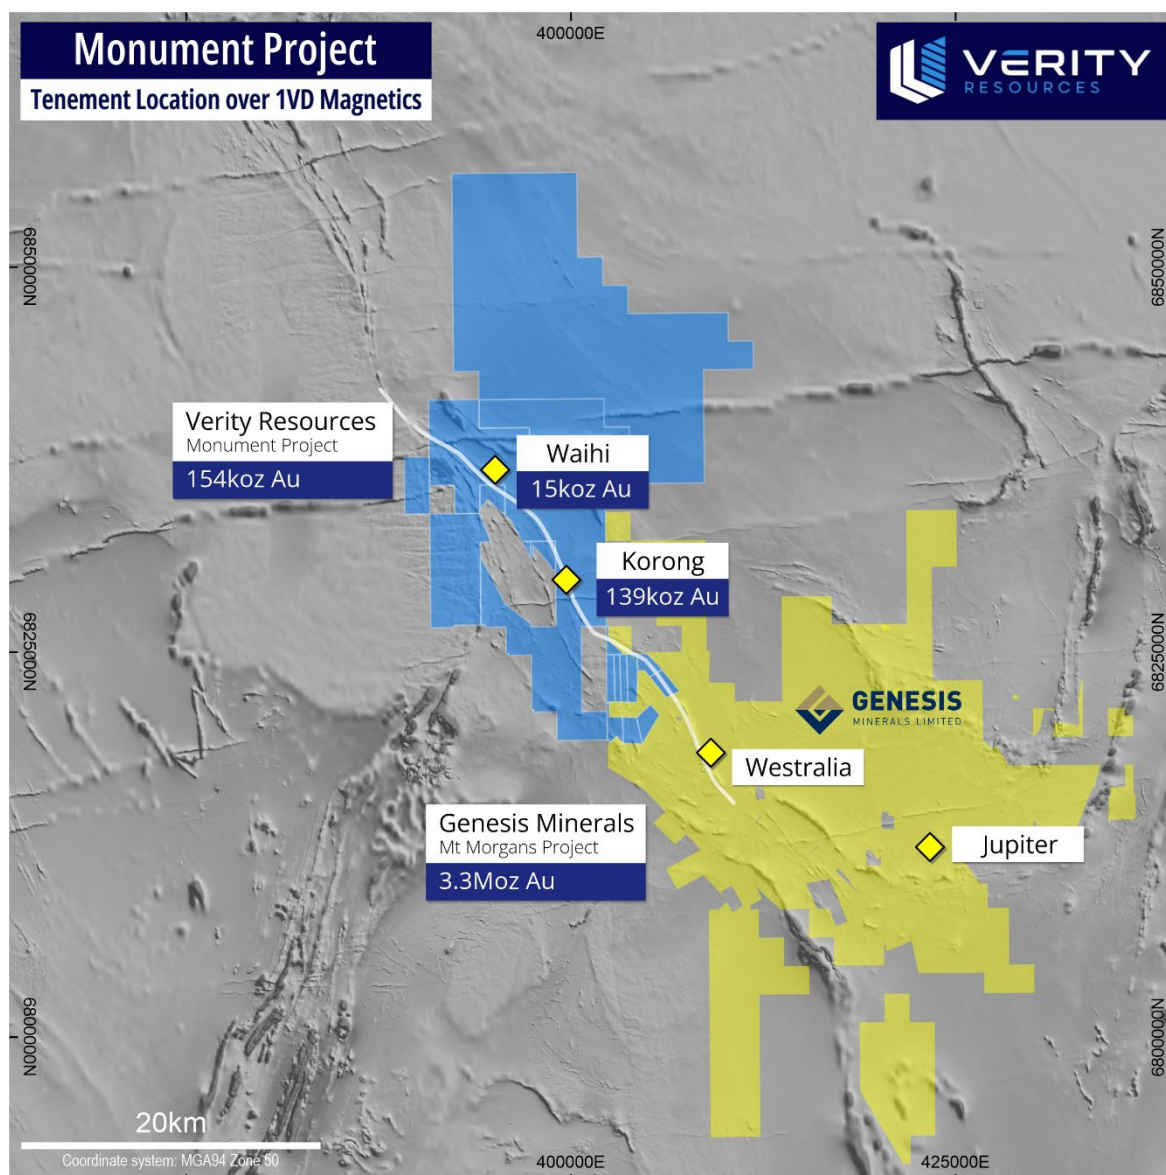 Monument Project
Tenement Location over 1VD Magnetics
400000E
VERITY
RESOURCES
6850000N
6850000N
Verity Resources
Monument Project
154koz Au
Waihi
15koz Au
Korong
139koz Au
6825000N
6825000N
GENESIS
MINERALS LIMITED
Westralia
Genesis Minerals
Mt Morgans Project
3.3Moz Au
Jupiter
6800000N
6800000N
20km
Coordinate system: MGA94 Zone 50
400000E
425000E